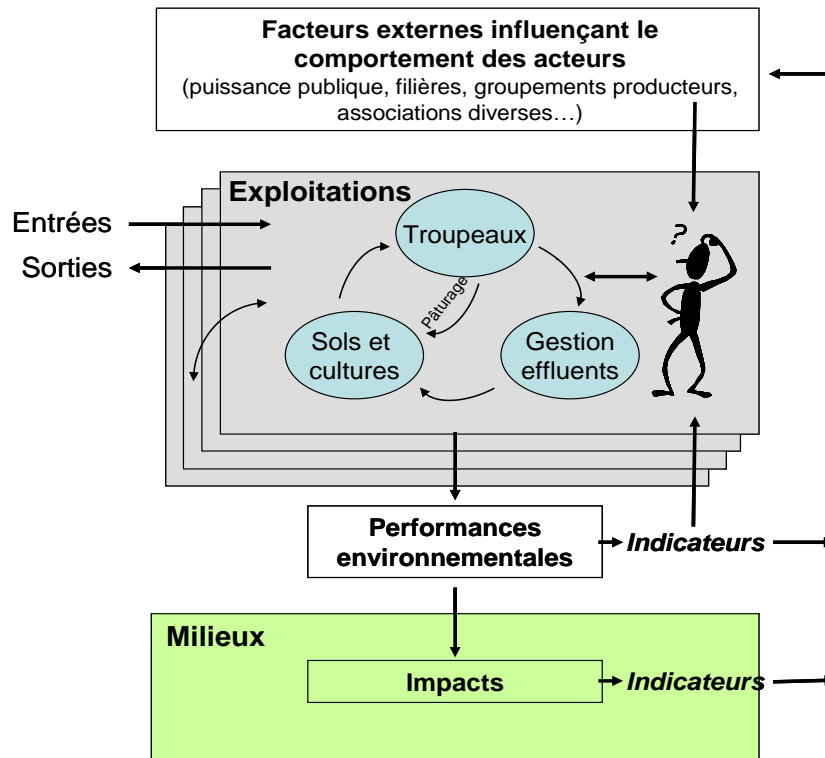 Facteurs externes influençant le
comportement des acteurs
(puissance publique, filières, groupements producteurs,
associations diverses…)
Exploitations
Entrées
Sorties
Troupeaux
?
Pâturage
Sols et
cultures
Gestion
effluents
Performances
environnementales
Indicateurs
Milieux
Impacts
Indicateurs